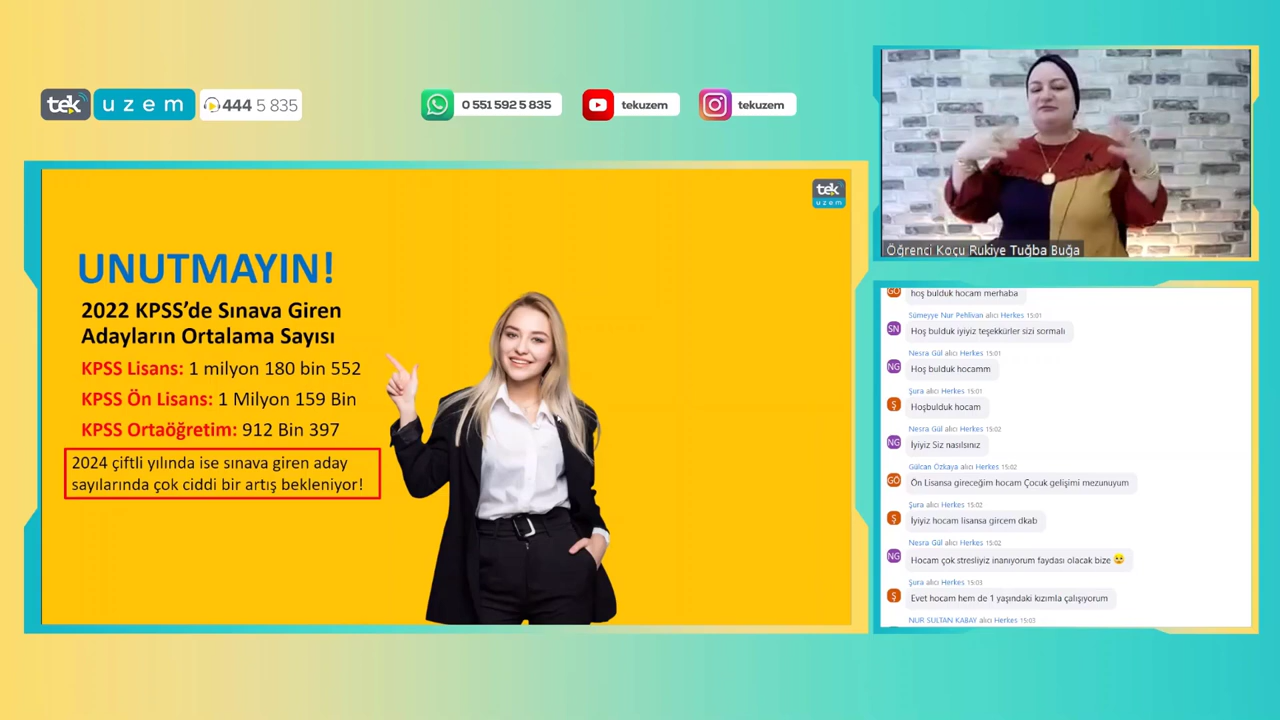 tek uzem 444 5 835
0 551 592 5 835
tekuzem
tekuzem
tek
uzem
UNUTMAYIN!
2022 KPSS'de Sınava Giren
Adayların Ortalama Sayısı
KPSS Lisans: 1 milyon 180 bin 552
KPSS Ön Lisans: 1 Milyon 159 Bin
KPSS Ortaöğretim: 912 Bin 397
2024 çiftli yılında ise sınava giren aday
sayılarında çok ciddi bir artış bekleniyor!
Öğrenci Koçu Rukiye Tuğba Buğa
GÖ hoş bulduk hocam merhaba
Sümeyye Nur Pehlivan alıcı Herkes 15:01
SN Hoş bulduk iyiyiz teşekkürler sizi sormalı
Nesra Gül alıcı Herkes 15:01
NG Hoş bulduk hocamm
Şura alıcı Herkes 15:01
Ş Hoşbulduk hocam
Nesra Gül alıcı Herkes 15:02
NG İyiyiz Siz nasılsınız
Gülcan Özkaya alıcı Herkes 15:02
GÖ Ön Lisansa gireceğim hocam Çocuk gelişimi mezunuyum
Şura alıcı Herkes 15:02
Ş İyiyiz hocam lisansa gircem dkab
Nesra Gül alıcı Herkes 15:02
NG Hocam çok stresliyiz inanıyorum faydası olacak bize
Şura alıcı Herkes 15:03
Ş Evet hocam hem de 1 yaşındaki kızımla çalışıyorum
NUR SULTAN KABAY alıcı Herkes 15:03